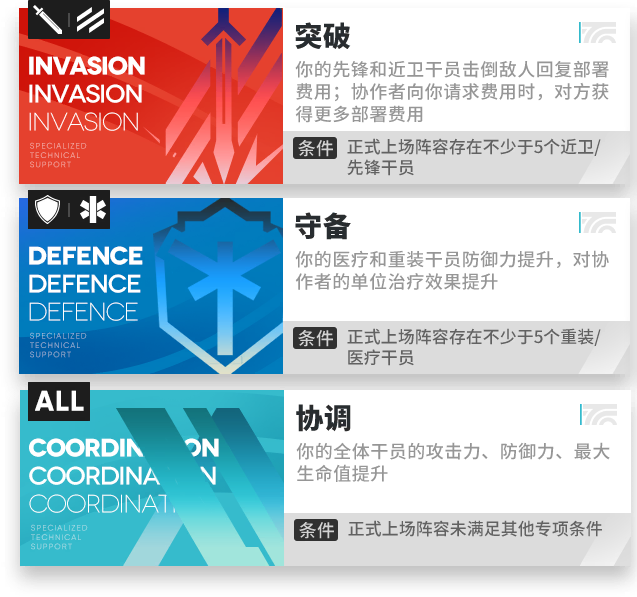 INVASION
INVASION
INVASION
SPECIALIZED
TECHNICAL
SUPPORT
突破
你的先锋和近卫干员击倒敌人回复部署
费用；协作者向你请求费用时，对方获
得更多部署费用
条件
正式上场阵容存在不少于5个近卫/
先锋干员
DEFENCE
DEFENCE
DEFENCE
SPECIALIZED
TECHNICAL
SUPPORT
守备
你的医疗和重装干员防御力提升，对协
作者的单位治疗效果提升
条件
正式上场阵容存在不少于5个重装/
医疗干员
ALL
COORDIN ON
COORDINA N
COORDINAT
SPECIALIZED
TECHNICAL
SUPPORT
协调
你的全体干员的攻击力、防御力、最大
生命值提升
条件
正式上场阵容未满足其他专项条件